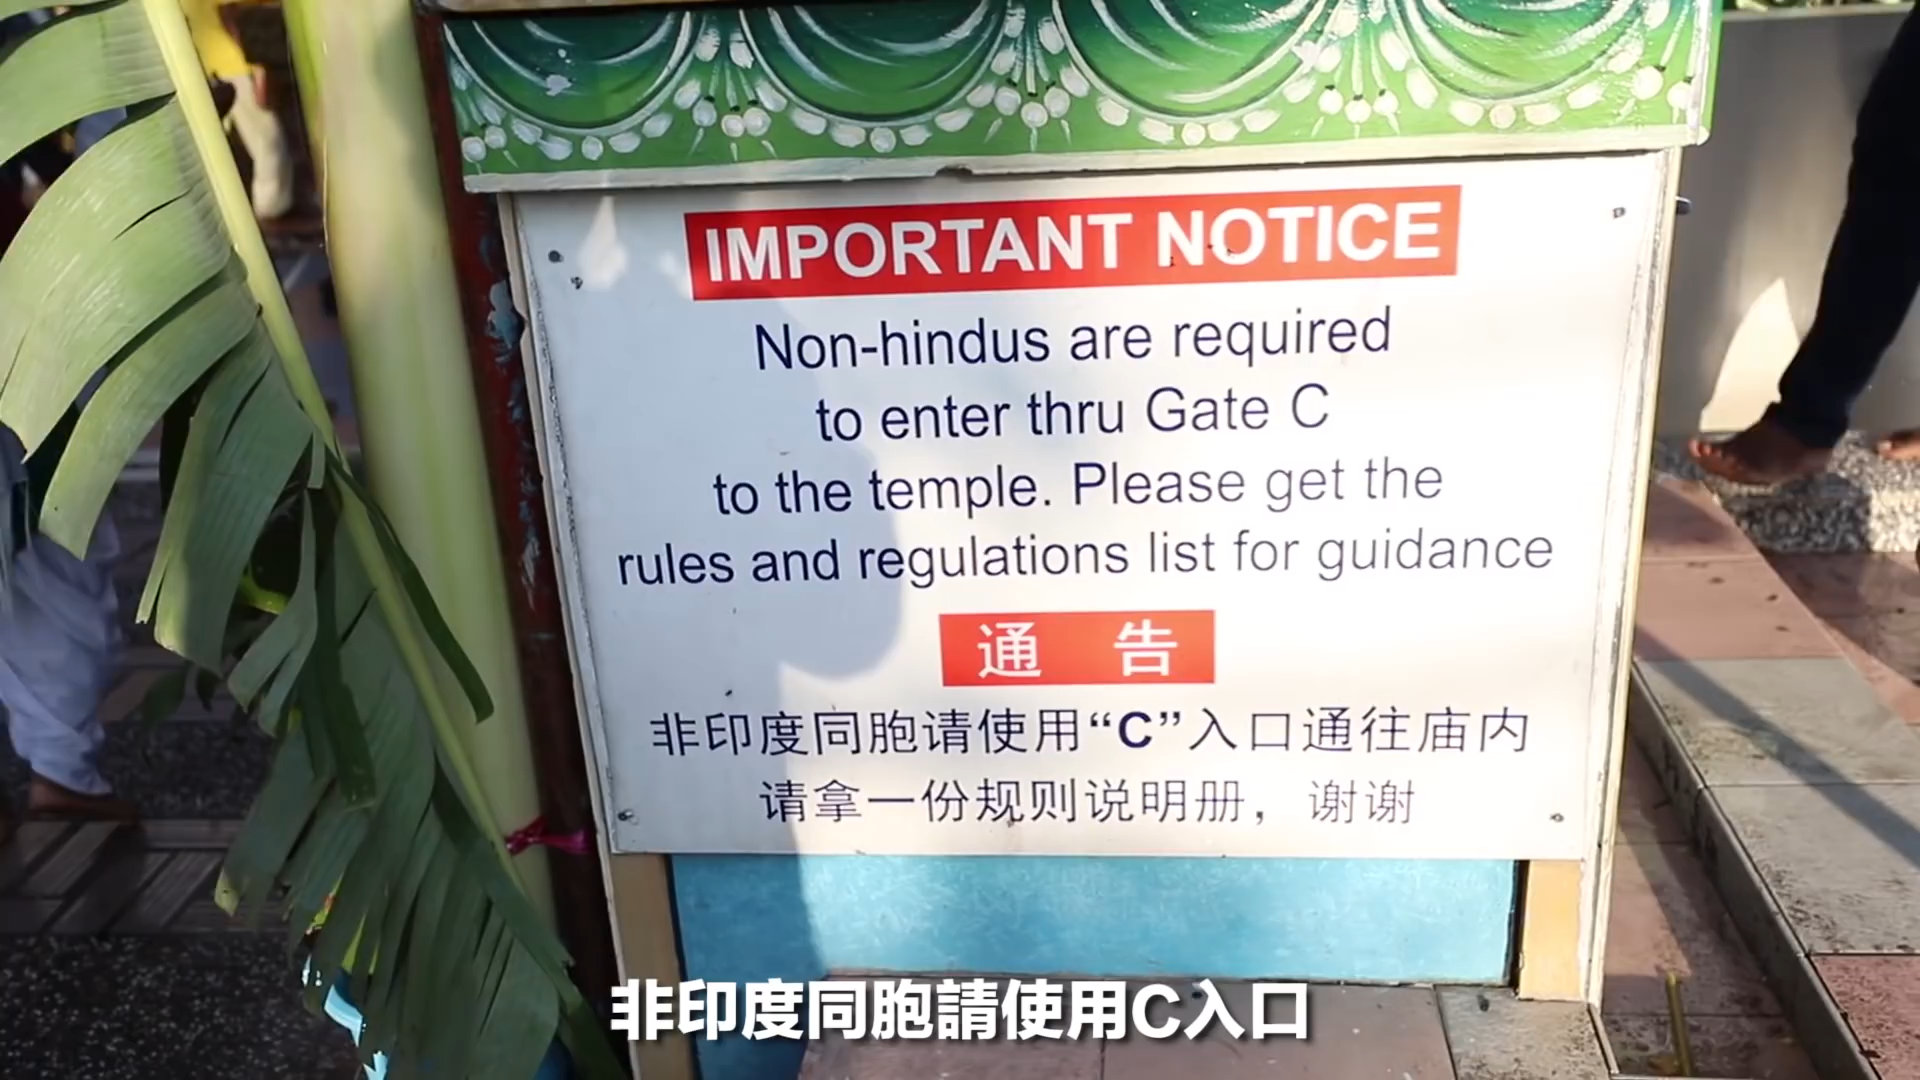 IMPORTANT NOTICE
Non-hindus are required
to enter thru Gate C
to the temple. Please get the
rules and regulations list for guidance
通 告
非印度同胞请使用“C”入口通往庙内
请拿一份规则说明册，谢谢
非印度同胞請使用C入口